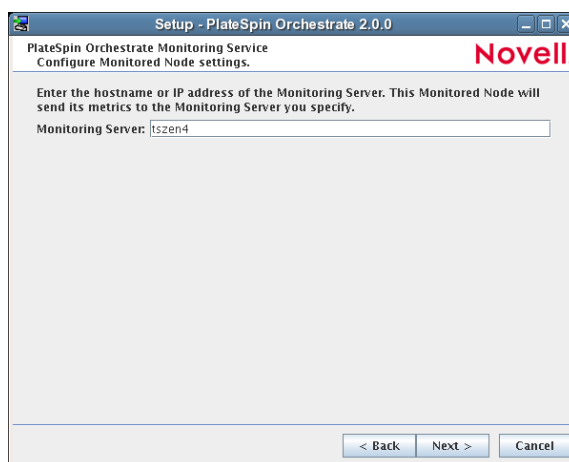 Setup - PlateSpin Orchestrate 2.0.0
PlateSpin Orchestrate Monitoring Service
Configure Monitored Node settings.
Novell
Enter the hostname or IP address of the Monitoring Server. This Monitored Node will
send its metrics to the Monitoring Server you specify.
Monitoring Server: tszen4
< Back Next > Cancel